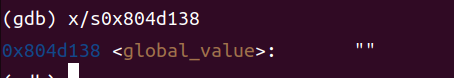 (gdb) x/s0x804d138
0x804d138 <global_value>:       ""